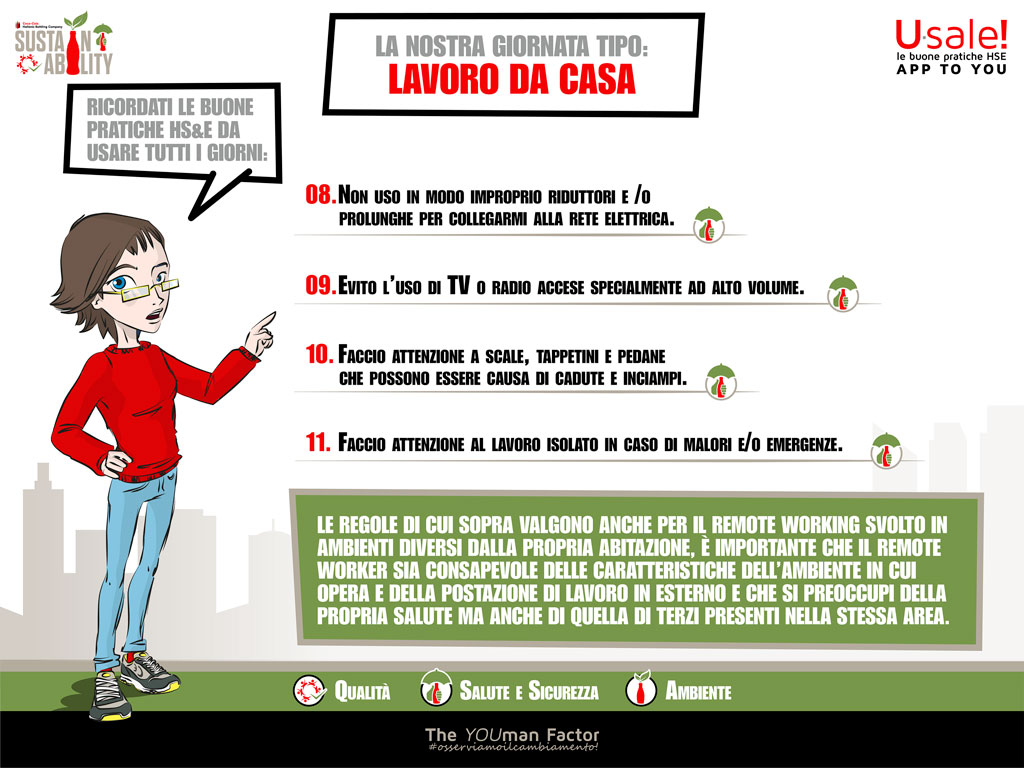 Coca-Cola
Hellenic Bottling Company
SUSTAIN
ABILITY
LA NOSTRA GIORNATA TIPO:
LAVORO DA CASA
U•sale!
le buone pratiche HSE
APP TO YOU
RICORDATI LE BUONE
PRATICHE HS&E DA
USARE TUTTI I GIORNI:
08. NON USO IN MODO IMPROPRIO RIDUTTORI E /O
PROLUNGHE PER COLLEGARMI ALLA RETE ELETTRICA.
09. EVITO L'USO DI TV O RADIO ACCESE SPECIALMENTE AD ALTO VOLUME.
10. FACCIO ATTENZIONE A SCALE, TAPPETINI E PEDANE
CHE POSSONO ESSERE CAUSA DI CADUTE E INCIAMPI.
11. FACCIO ATTENZIONE AL LAVORO ISOLATO IN CASO DI MALORI E/O EMERGENZE.
LE REGOLE DI CUI SOPRA VALGONO ANCHE PER IL REMOTE WORKING SVOLTO IN
AMBIENTI DIVERSI DALLA PROPRIA ABITAZIONE, È IMPORTANTE CHE IL REMOTE
WORKER SIA CONSAPEVOLE DELLE CARATTERISTICHE DELL'AMBIENTE IN CUI
OPERA E DELLA POSTAZIONE DI LAVORO IN ESTERNO E CHE SI PREOCCUPI DELLA
PROPRIA SALUTE MA ANCHE DI QUELLA DI TERZI PRESENTI NELLA STESSA AREA.
QUALITÀ
SALUTE E SICUREZZA
AMBIENTE
The YOUman Factor
#osserviamoilcambiamento!